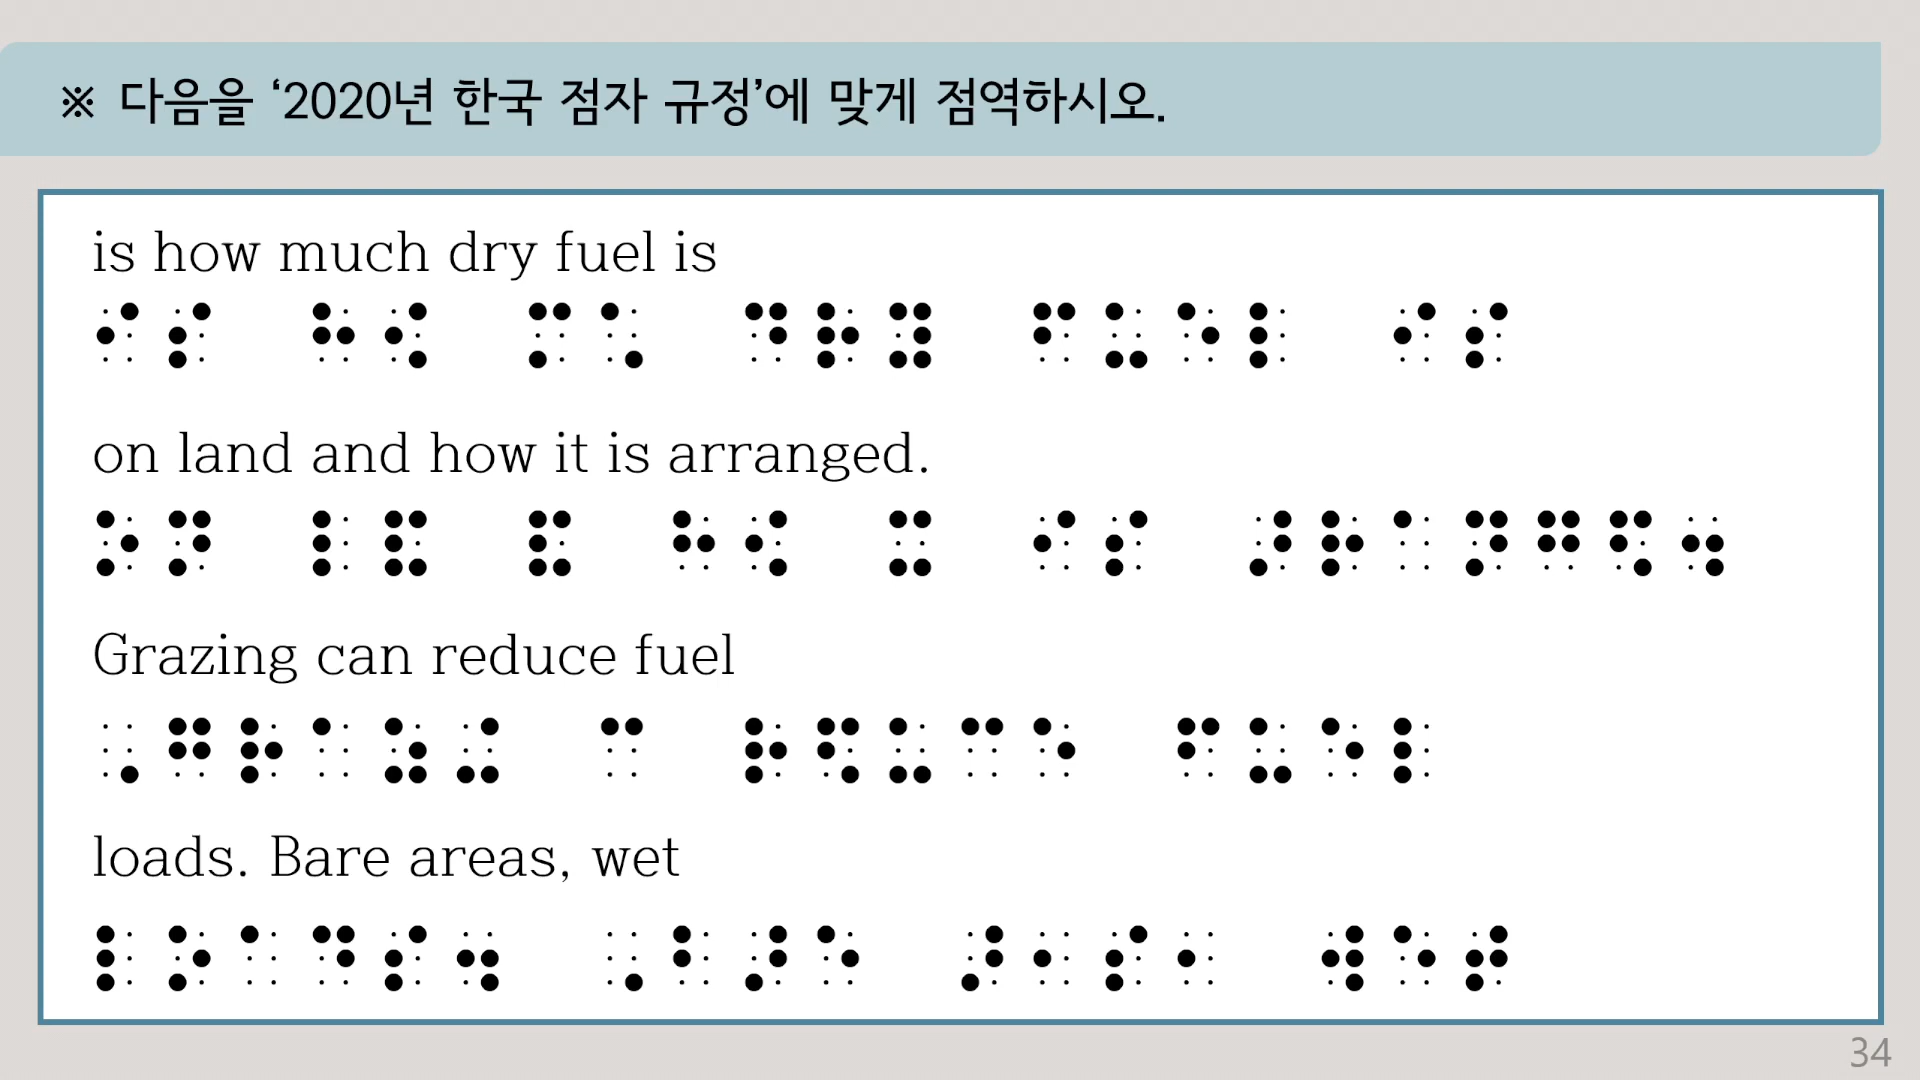 ※ 다음을 ‘2020년 한국 점자 규정’에 맞게 점역하시오.
is how much dry fuel is
⠊⠎ ⠓⠪ ⠍⠡ ⠙⠗⠽ ⠋⠥⠑⠇ ⠊⠎
on land and how it is arranged.
⠕⠝ ⠇⠯ ⠯ ⠓⠪ ⠭ ⠊⠎ ⠜⠗⠁⠝⠛⠫⠲
Grazing can reduce fuel
⠠⠛⠗⠁⠵⠬ ⠉ ⠗⠫⠥⠉⠑ ⠋⠥⠑⠇
loads. Bare areas, wet
⠇⠕⠁⠙⠎⠲ ⠠⠃⠜⠑ ⠜⠂⠎⠂ ⠺⠑⠞
34